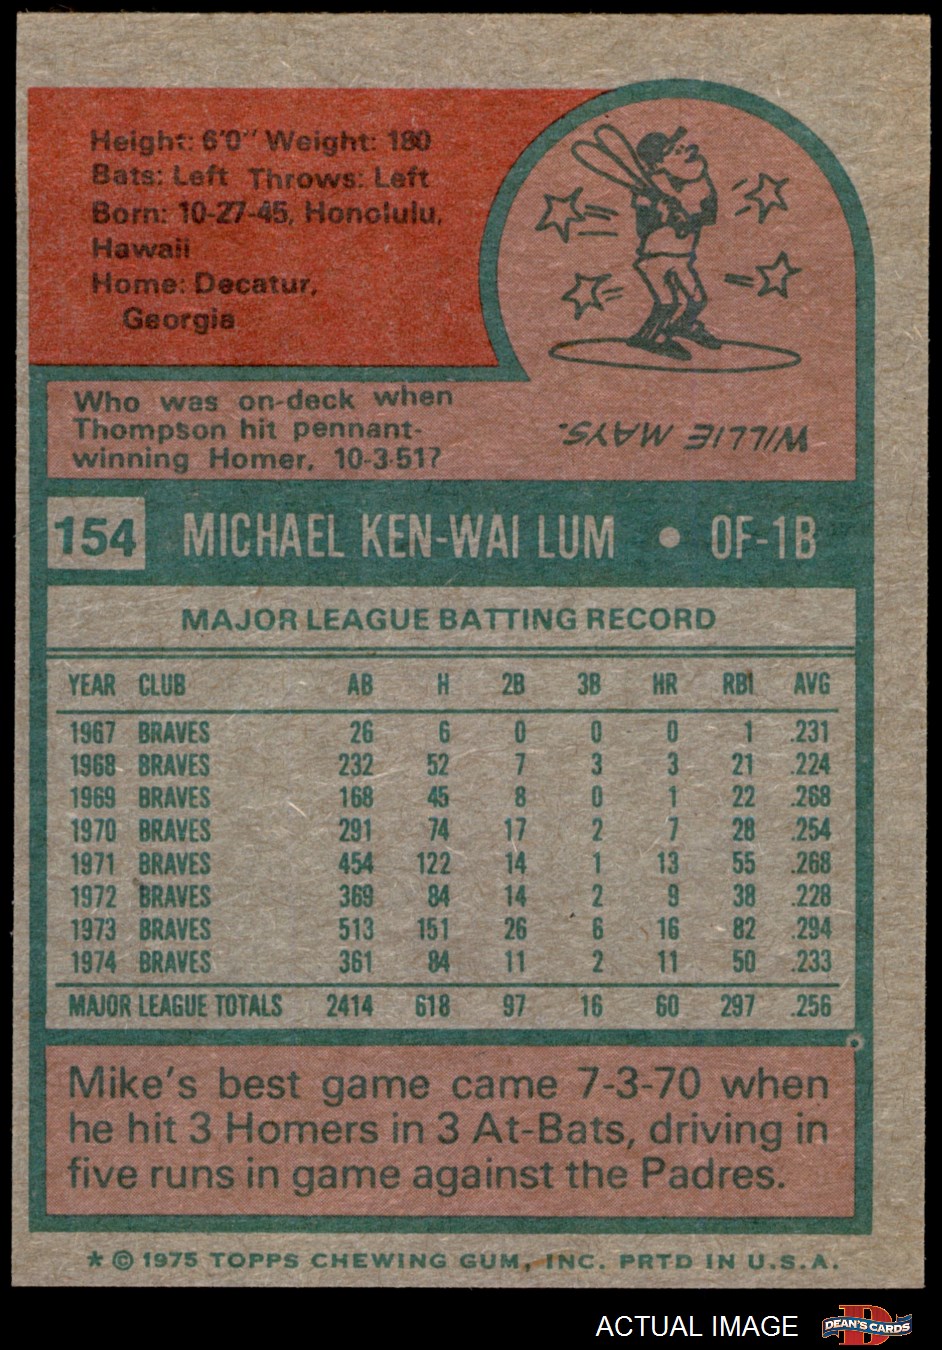 Height: 6'0" Weight: 180
Bats: Left Throws: Left
Born: 10-27-45, Honolulu,
Hawaii
Home: Decatur,
Georgia
Who was on-deck when
Thompson hit pennant-
winning Homer, 10-3-51?
WILLIE MAYS.
154 MICHAEL KEN-WAI LUM • OF-1B
MAJOR LEAGUE BATTING RECORD
YEAR CLUB AB H 2B 3B HR RBI AVG
1967 BRAVES 26 6 0 0 0 1 .231
1968 BRAVES 232 52 7 3 3 21 .224
1969 BRAVES 168 45 8 0 1 22 .268
1970 BRAVES 291 74 17 2 7 28 .254
1971 BRAVES 454 122 14 1 13 55 .268
1972 BRAVES 369 84 14 2 9 38 .228
1973 BRAVES 513 151 26 6 16 82 .294
1974 BRAVES 361 84 11 2 11 50 .233
MAJOR LEAGUE TOTALS 2414 618 97 16 60 297 .256
Mike's best game came 7-3-70 when
he hit 3 Homers in 3 At-Bats, driving in
five runs in game against the Padres.
* © 1975 TOPPS CHEWING GUM, INC. PRTD IN U.S.A.
ACTUAL IMAGE
D
DEAN'S CARDS